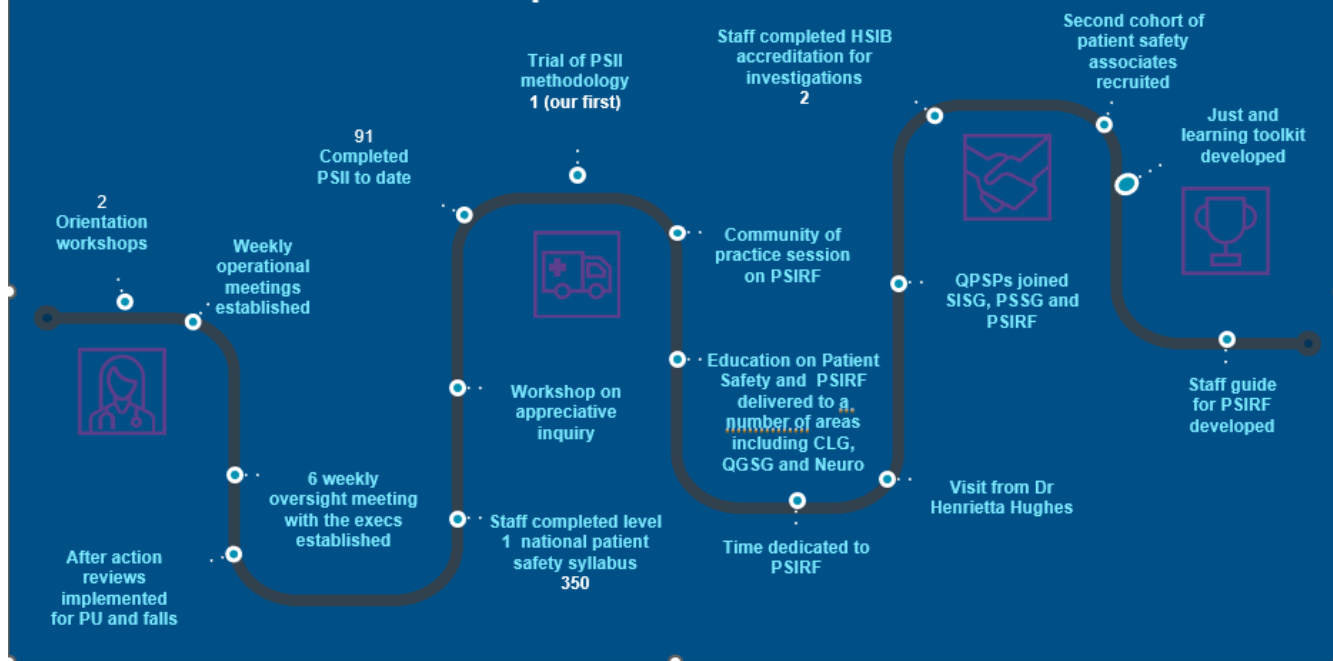 2
Orientation
workshops
Weekly
operational
meetings
established
6 weekly
oversight meeting
with the execs
established
After action
reviews
implemented
for PU and falls
91
Completed
PSII to date
Workshop on
appreciative
inquiry
Staff completed level
1 national patient
safety syllabus
350
Trial of PSII
methodology
1 (our first)
Community of
practice session
on PSIRF
Education on Patient
Safety and PSIRF
delivered to a
number of areas
including CLG,
QGSG and Neuro
Time dedicated to
PSIRF
Staff completed HSIB
accreditation for
investigations
2
QPSPs joined
SISG, PSSG and
PSIRF
Visit from Dr
Henrietta Hughes
Second cohort of
patient safety
associates
recruited
Just and
learning toolkit
developed
Staff guide
for PSIRF
developed